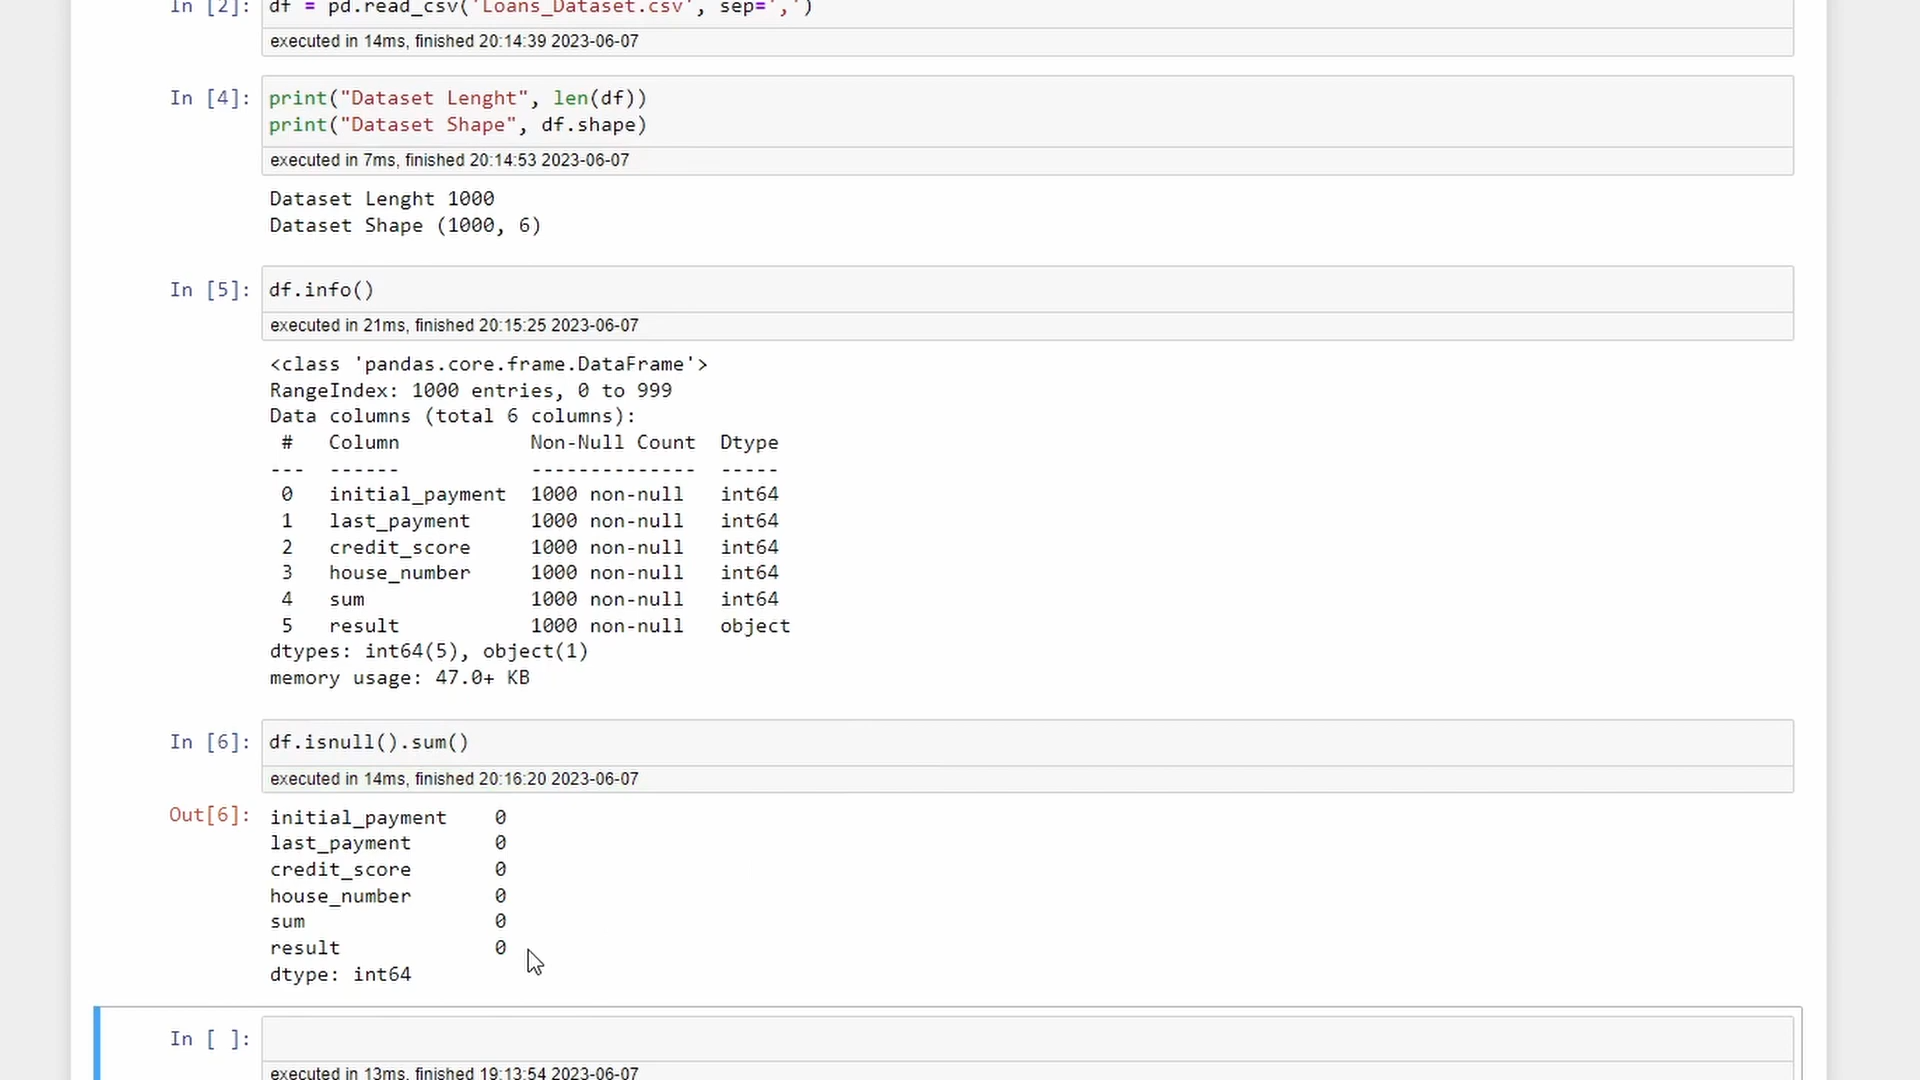 In [2]: df = pd.read_csv('Loans_Dataset.csv', sep=',')
executed in 14ms, finished 20:14:39 2023-06-07
In [4]: print("Dataset Lenght", len(df))
print("Dataset Shape", df.shape)
executed in 7ms, finished 20:14:53 2023-06-07
Dataset Lenght 1000
Dataset Shape (1000, 6)
In [5]: df.info()
executed in 21ms, finished 20:15:25 2023-06-07
<class 'pandas.core.frame.DataFrame'>
RangeIndex: 1000 entries, 0 to 999
Data columns (total 6 columns):
 #   Column           Non-Null Count  Dtype
---  ------           --------------  -----
 0   initial_payment  1000 non-null   int64
 1   last_payment     1000 non-null   int64
 2   credit_score     1000 non-null   int64
 3   house_number     1000 non-null   int64
 4   sum              1000 non-null   int64
 5   result           1000 non-null   object
dtypes: int64(5), object(1)
memory usage: 47.0+ KB
In [6]: df.isnull().sum()
executed in 14ms, finished 20:16:20 2023-06-07
Out[6]: initial_payment    0
last_payment       0
credit_score       0
house_number       0
sum                0
result             0
dtype: int64
In [ ]:
executed in 13ms, finished 19:13:54 2023-06-07